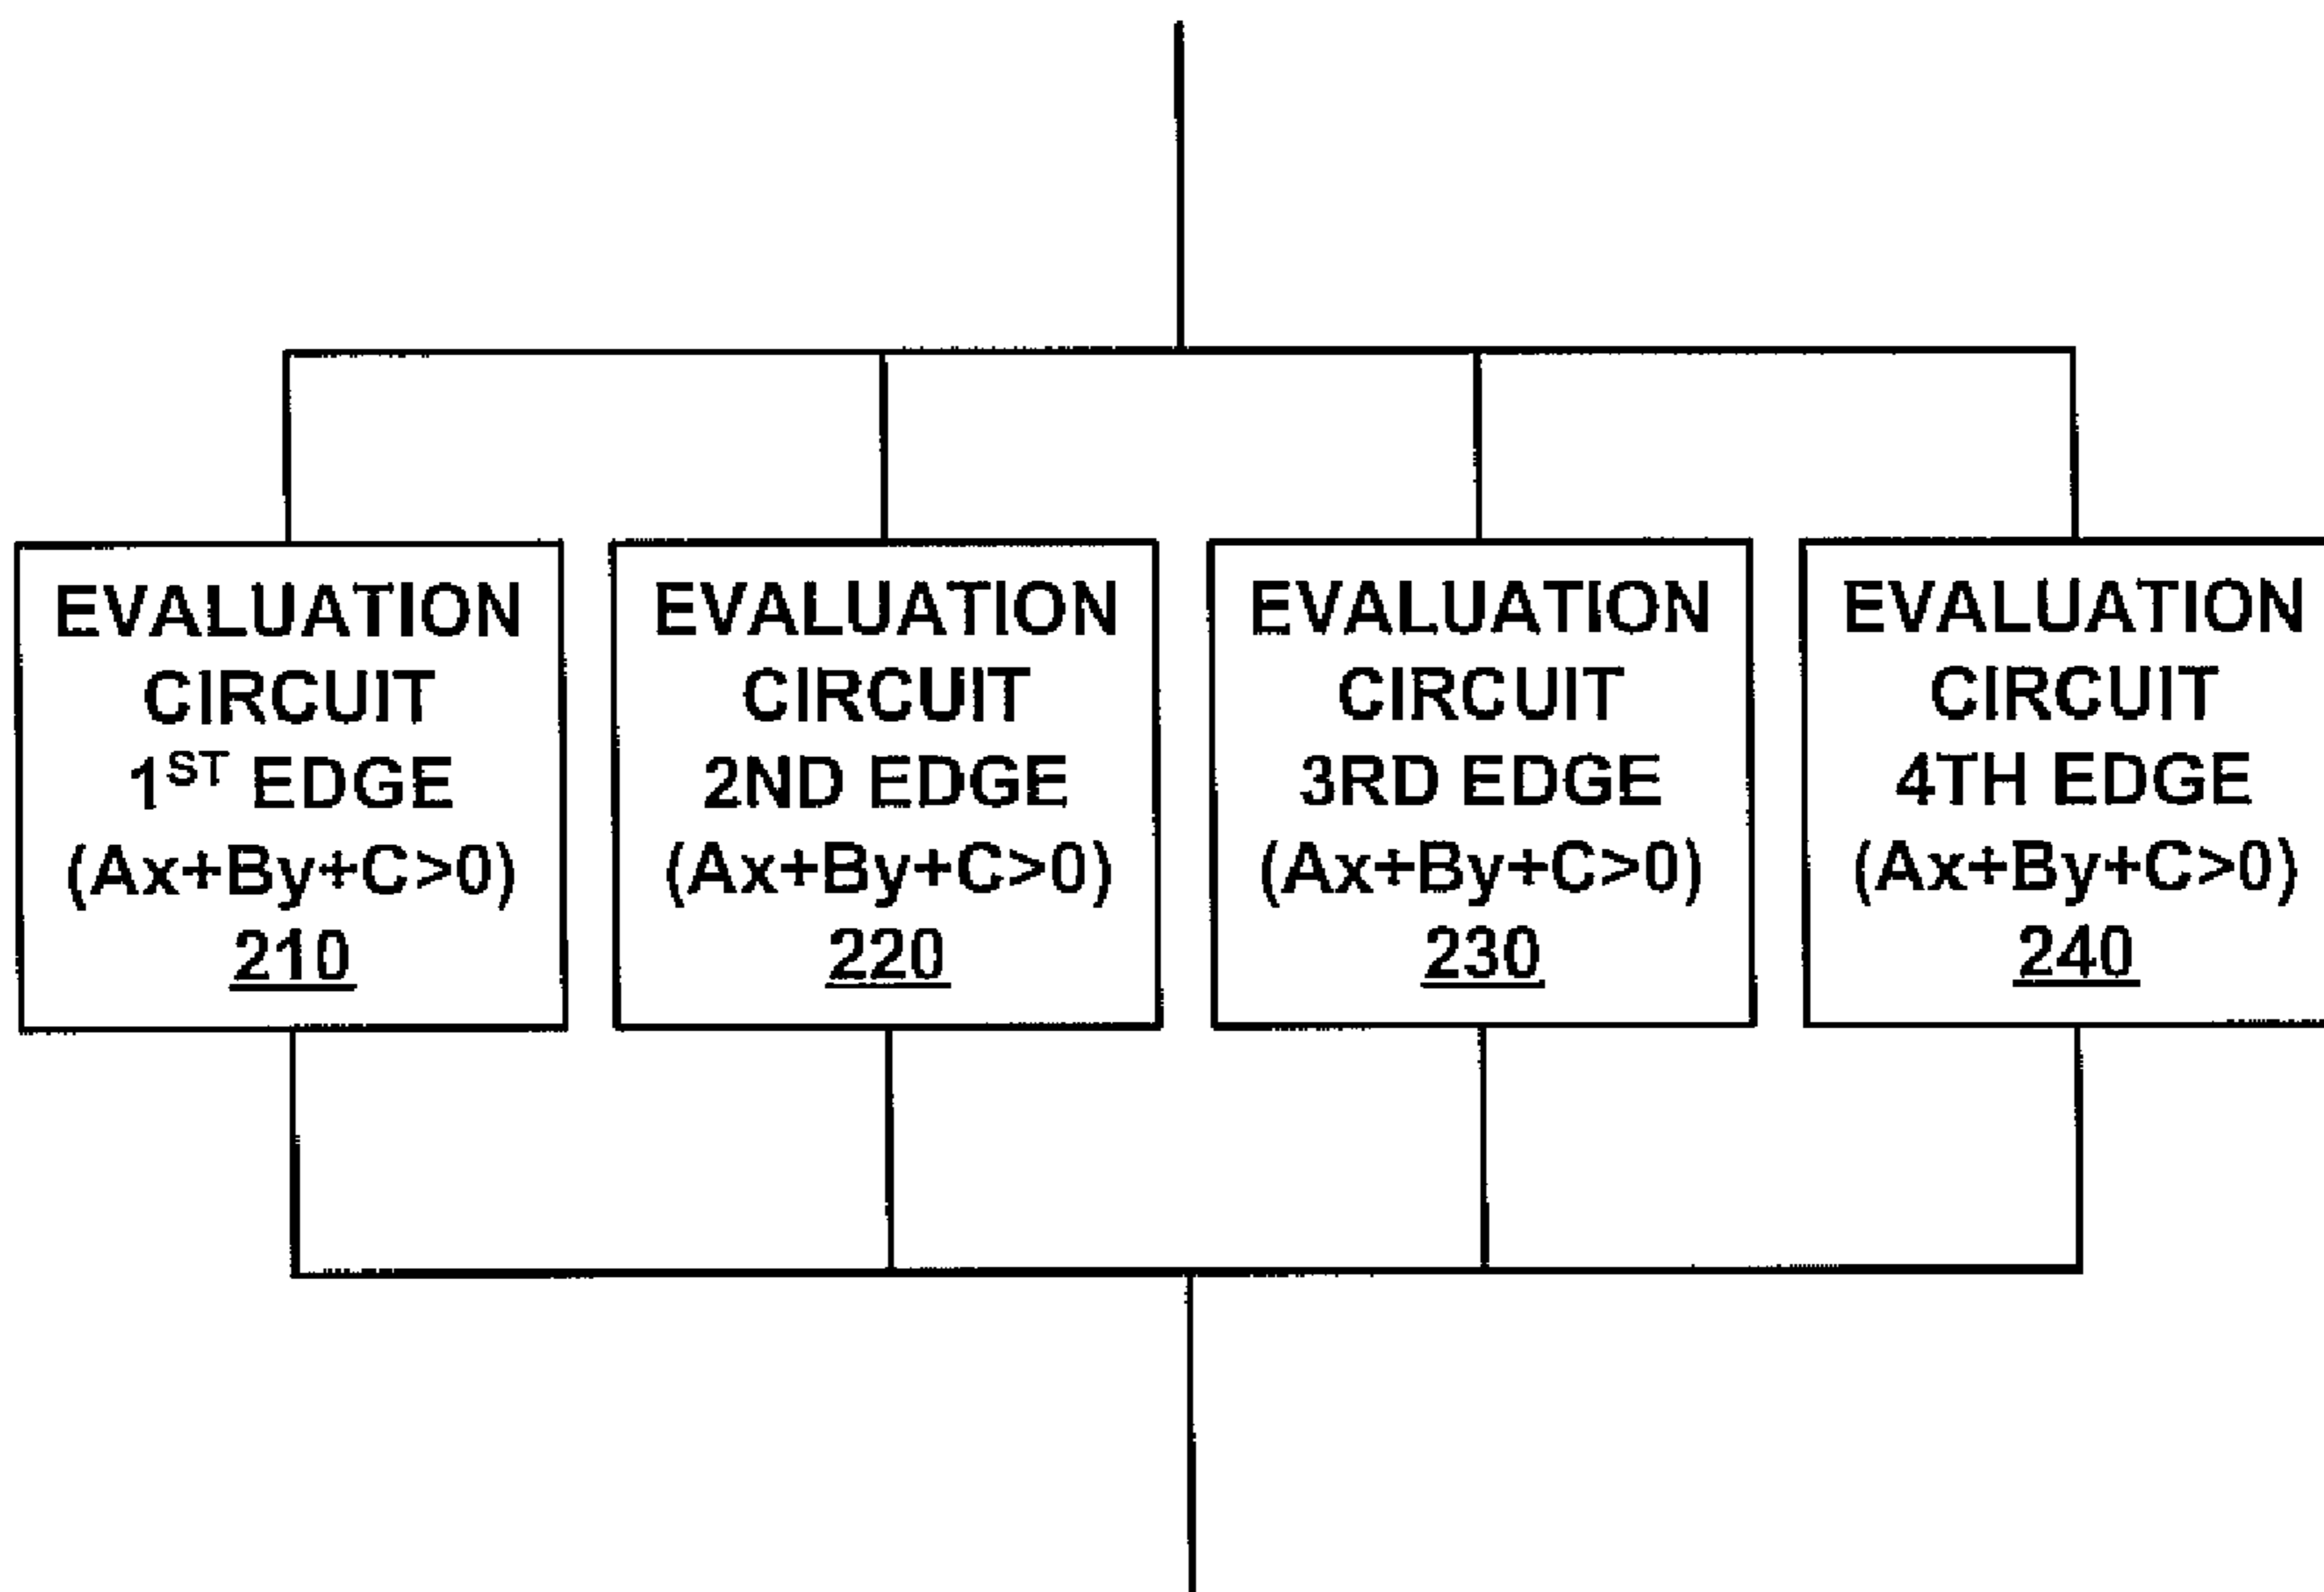 EVALUATION
CIRCUIT
1ST EDGE
(Ax+By+C>0)
210
EVALUATION
CIRCUIT
2ND EDGE
(Ax+By+C>0)
220
EVALUATION
CIRCUIT
3RD EDGE
(Ax+By+C>0)
230
EVALUATION
CIRCUIT
4TH EDGE
(Ax+By+C>0)
240